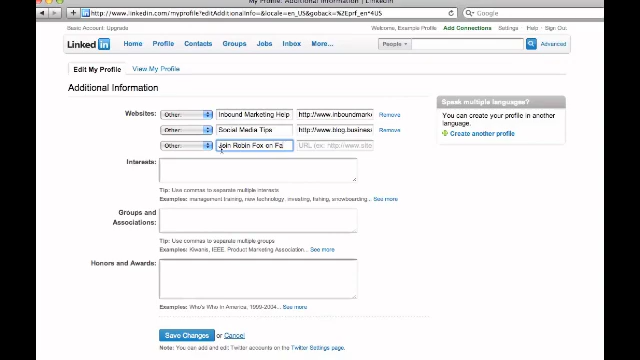 My Profile: Additional Information | LinkedIn
http://www.linkedin.com/myprofile?editAdditionalInfo=&locale=en_US&goback=%2Eprf_en*4US
Google
Account Type: Basic | Upgrade
Welcome, Example Profile Add Connections Settings Help Sign Out
LinkedIn Home Profile Contacts Groups Jobs Inbox More... People Advanced
Edit My Profile View My Profile
Additional Information
Websites: Other: Inbound Marketing Help http://www.inboundmark Remove
Other: Social Media Tips http://www.blog.business Remove
Other: Join Robin Fox on Fa URL (ex: http://www.site
Interests:
Tip: Use commas to separate multiple interests
Examples: management training, new technology, investing, fishing, snowboarding... See more
Groups and Associations:
Tip: Use commas to separate multiple groups
Examples: Kiwanis, IEEE, Product Marketing Association... See more
Honors and Awards:
Examples: Who's Who in America, 1999-2004... See more
Save Changes or Cancel
Note: You can add and edit Twitter accounts on the Twitter Settings page.
Speak multiple languages?
You can create your profile in another language.
Create another profile